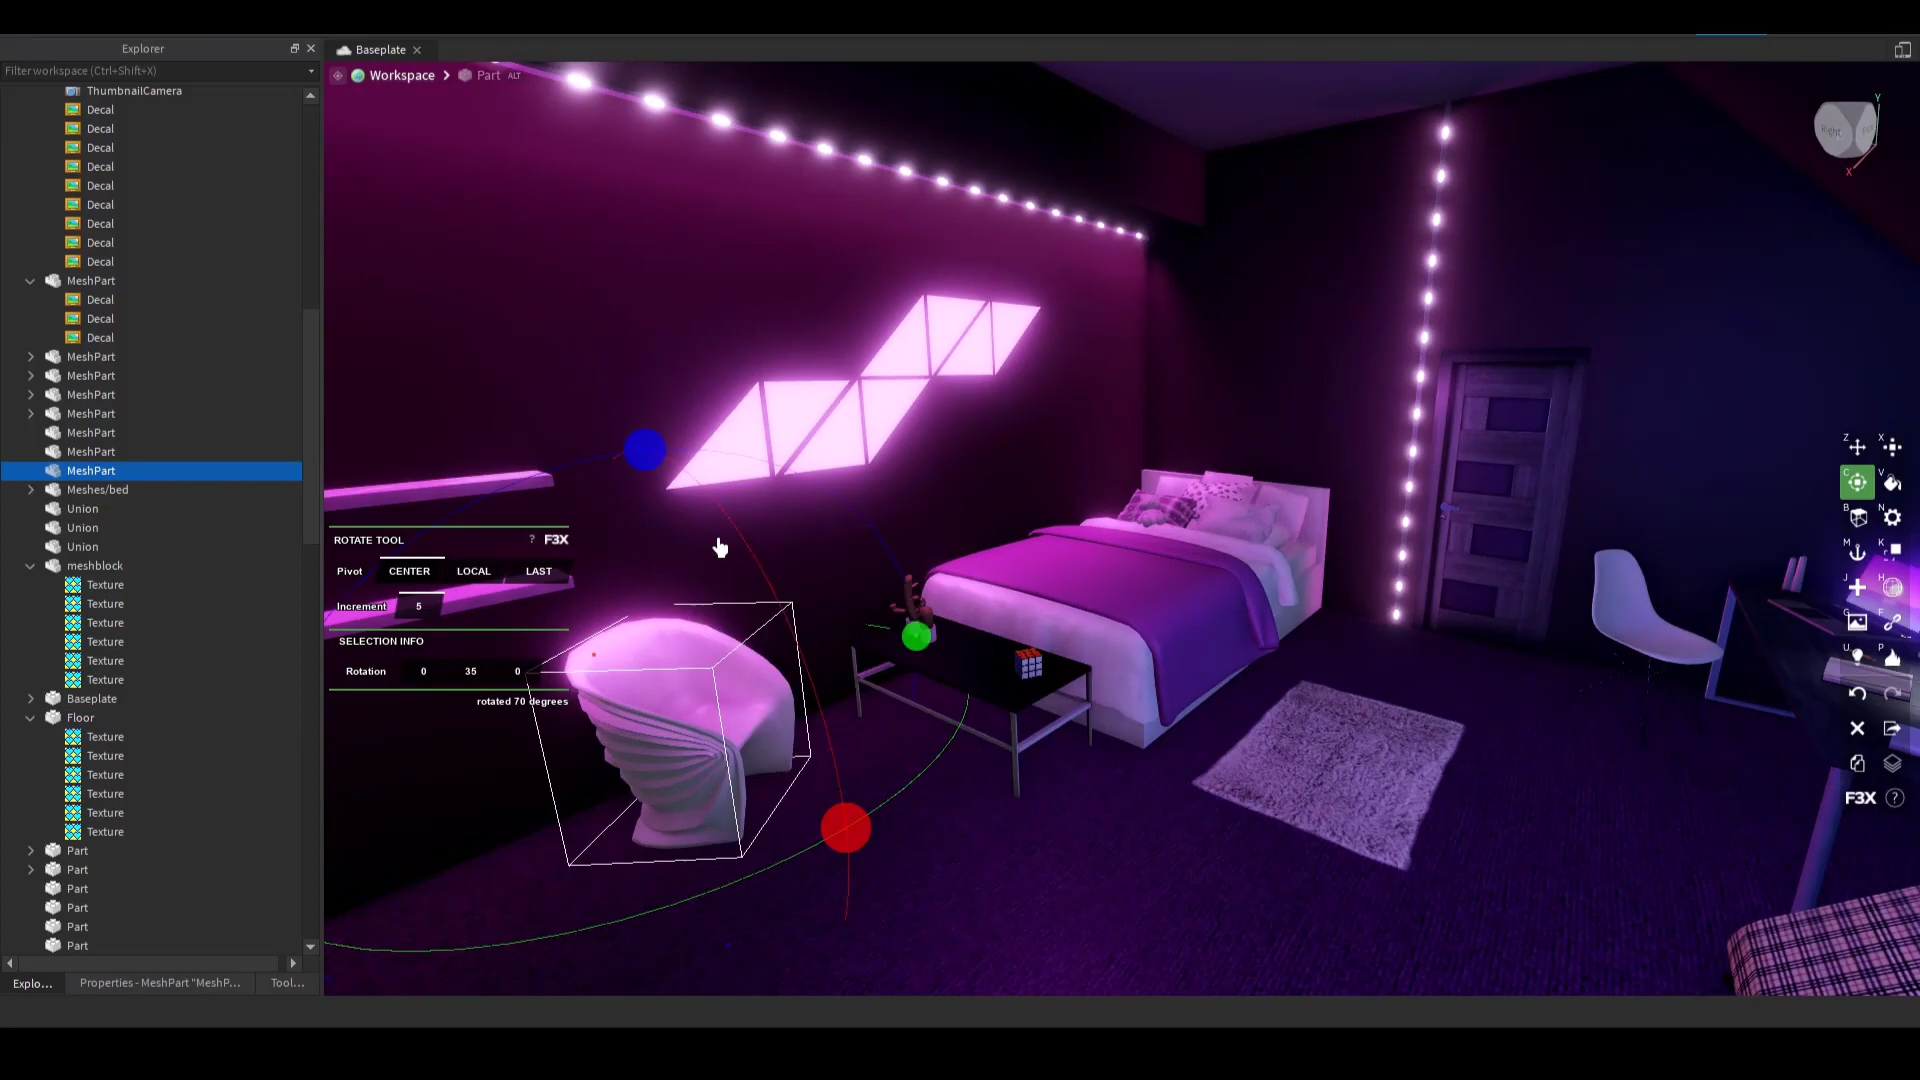 Explorer
Baseplate
Filter workspace (Ctrl+Shift+X)
Workspace
Part
ALT
ThumbnailCamera
Decal
Decal
Decal
Decal
Decal
Decal
Decal
Decal
Decal
MeshPart
Decal
Decal
Decal
MeshPart
MeshPart
MeshPart
MeshPart
MeshPart
MeshPart
MeshPart
Meshes/bed
Union
Union
Union
meshblock
Texture
Texture
Texture
Texture
Texture
Texture
Baseplate
Floor
Texture
Texture
Texture
Texture
Texture
Texture
Part
Part
Part
Part
Part
Part
Explo...
Properties - MeshPart "MeshP...
Tool...
ROTATE TOOL
? F3X
Pivot CENTER LOCAL LAST
Increment 5
SELECTION INFO
Rotation 0 35 0
rotated 70 degrees
Y
Right
X
Z X
C V
B N
M K
J H
G F
U P
F3X ?